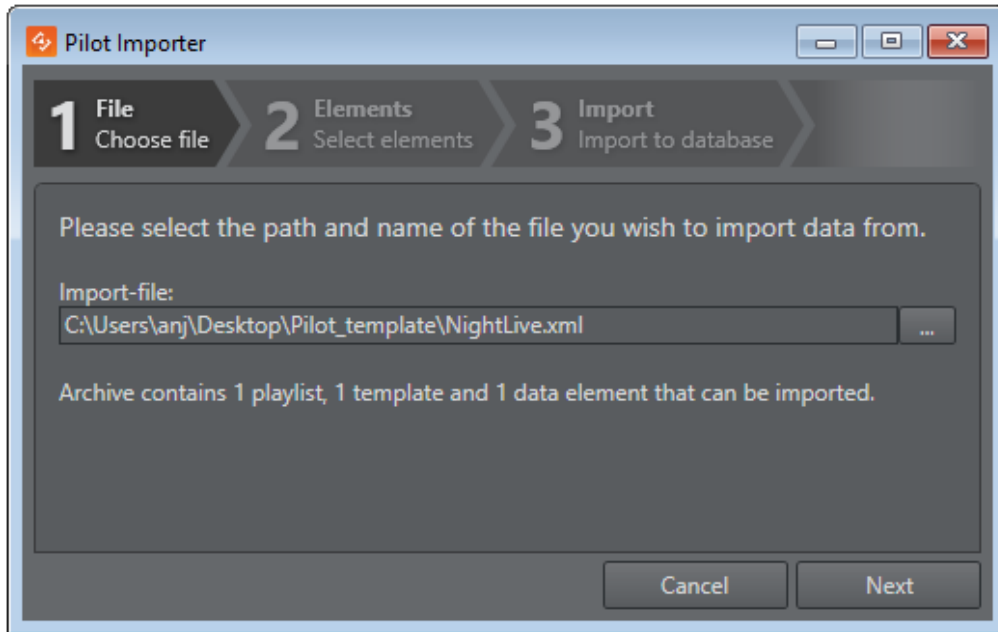 Pilot Importer
1 File
Choose file
2 Elements
Select elements
3 Import
Import to database
Please select the path and name of the file you wish to import data from.
Import-file:
C:\Users\anj\Desktop\Pilot_template\NightLive.xml
...
Archive contains 1 playlist, 1 template and 1 data element that can be imported.
Cancel
Next